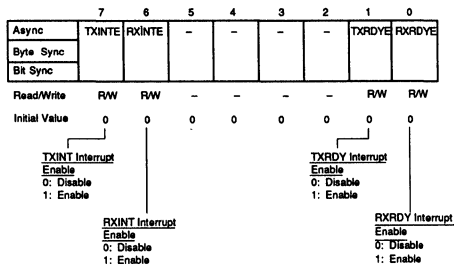 7 6 5 4 3 2 1 0
Async TXINTE RXINTE – – – – TXRDYE RXRDYE
Byte Sync
Bit Sync
Read/Write R/W R/W – – – – R/W R/W
Initial Value 0 0 0 0 0 0 0 0
TXINT Interrupt
Enable
0: Disable
1: Enable
TXRDY Interrupt
Enable
0: Disable
1: Enable
RXINT Interrupt
Enable
0: Disable
1: Enable
RXRDY Interrupt
Enable
0: Disable
1: Enable